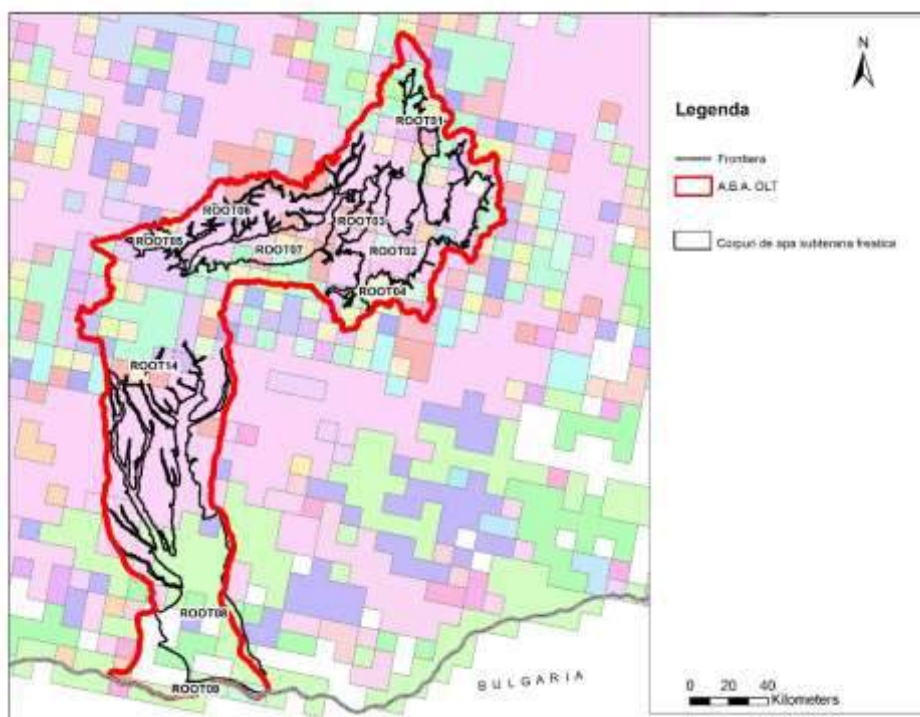 N
Legenda
Frontiera
A.B.A. OLT
Corpuri de apa subterana freatica
ROOT01
ROOT06
ROOT03
ROOT05
ROOT07
ROOT02
ROOT04
ROOT14
ROOT08
ROOT09
BULGARIA
0 20 40
Kilometers